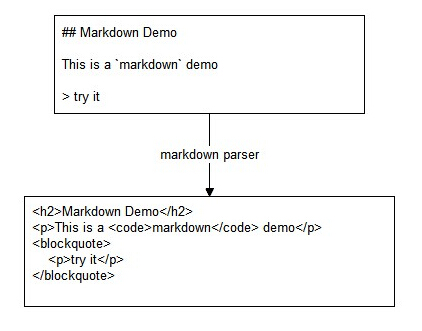 ## Markdown Demo
This is a `markdown` demo
> try it
markdown parser
<h2>Markdown Demo</h2>
<p>This is a <code>markdown</code> demo</p>
<blockquote>
<p>try it</p>
</blockquote>